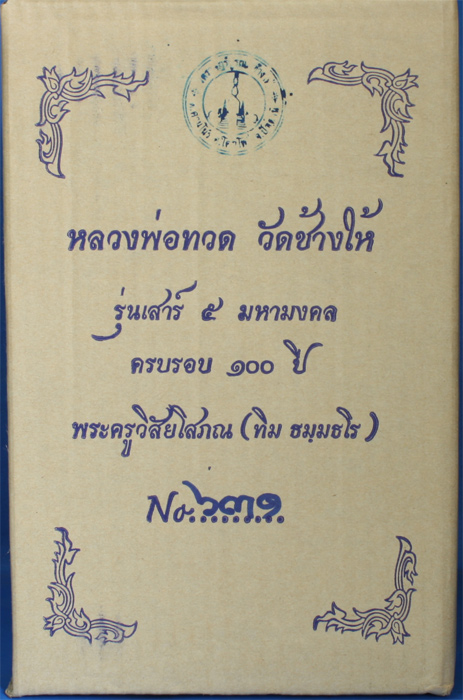 หลวงพ่อทวด วัดช้างให้
รุ่นเสาร์ ๕ มหามงคล
ครบรอบ ๑๐๐ ปี
พระครูวิสัยโสภณ (ทิม ธมฺมธโร)
No. ๖๓๑